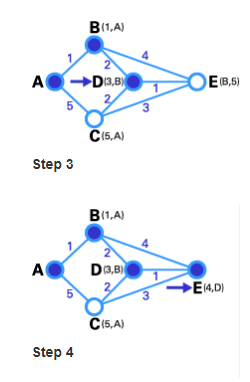 B(1,A)
1 4
2
A D(3,B) E(B,5)
1
5 2 3
C(5,A)
Step 3
B(1,A)
1 4
2
A D(3,B)
1
5 2 3 E(4,D)
C(5,A)
Step 4